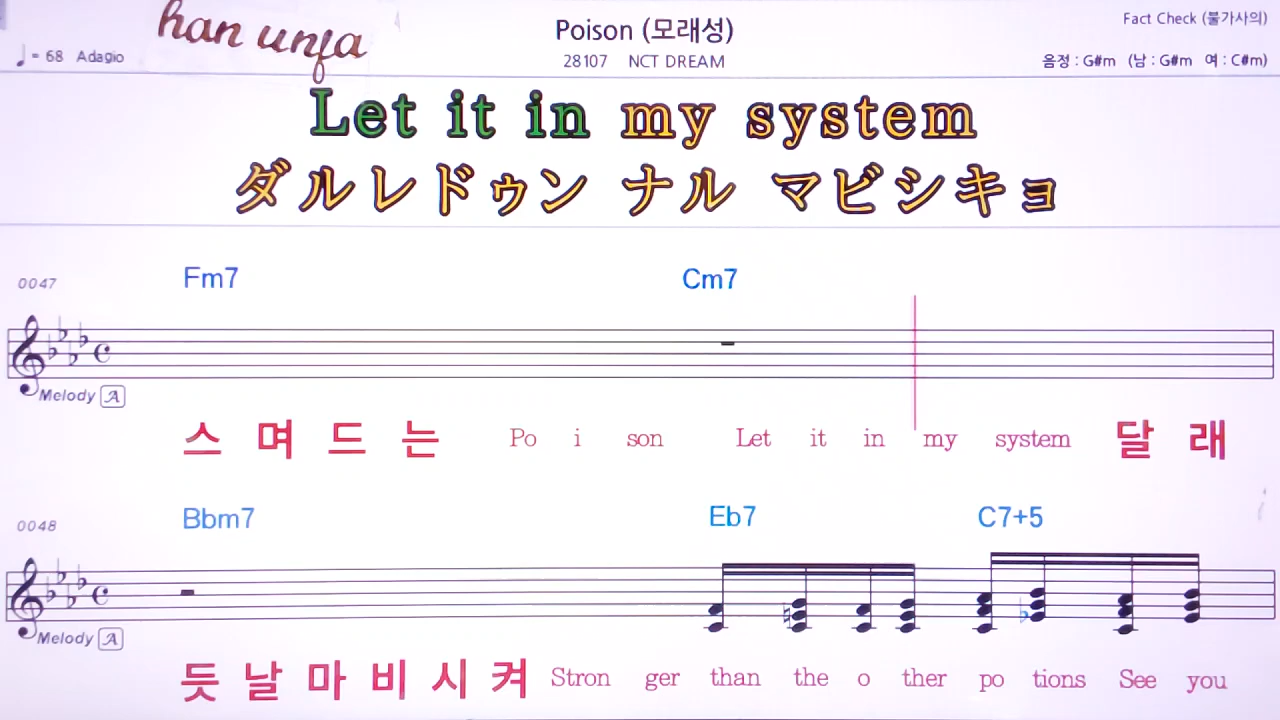 han unfa
Poison (모래성)
Fact Check (불가사의)
♩= 68 Adagio
28107 NCT DREAM
음정 : G#m (남 : G#m 여 : C#m)
Let it in my system
ダルレドゥン ナル マビシキョ
0047 Fm7 Cm7
Melody A
스 며 드 는 Po i son Let it in my system 달 래
0048 Bbm7 Eb7 C7+5
Melody A
듯 날 마 비 시 켜 Stron ger than the o ther po tions See you